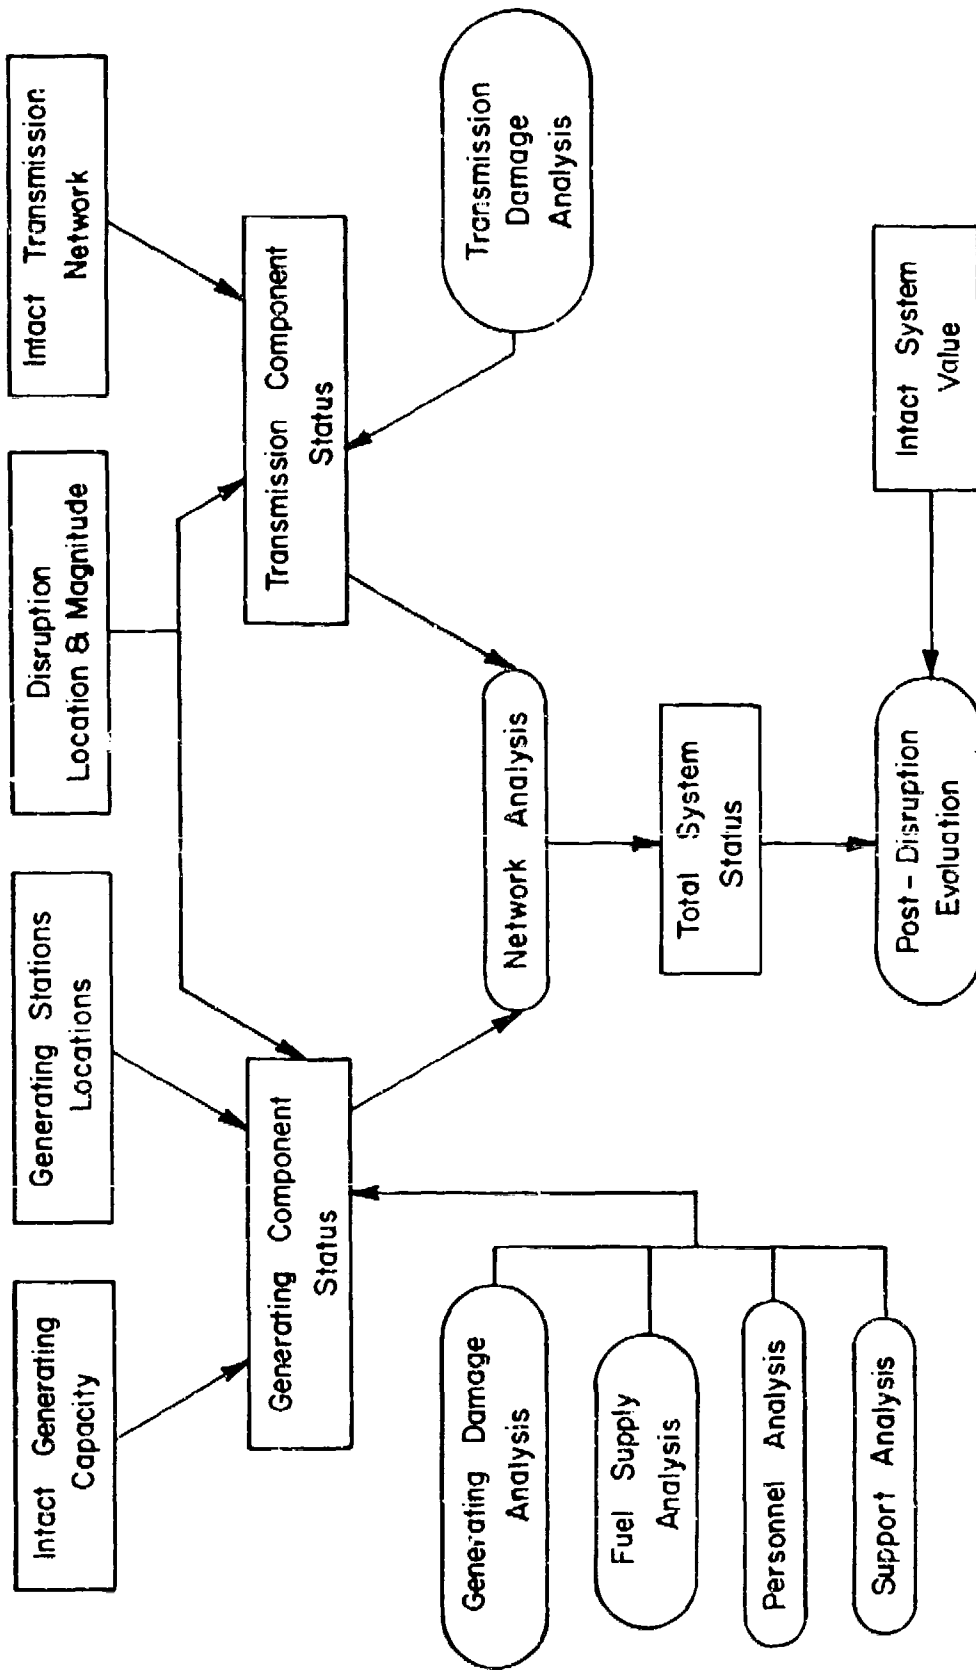 Intact Generating
Capacity
Generating Stations
Locations
Disruption
Location & Magnitude
Intact Transmission
Network
Generating Component
Status
Transmission Component
Status
Generating Damage
Analysis
Fuel Supply
Analysis
Personnel Analysis
Support Analysis
Network Analysis
Transmission
Damage
Analysis
Total System
Status
Post-Disruption
Evaluation
Intact System
Value